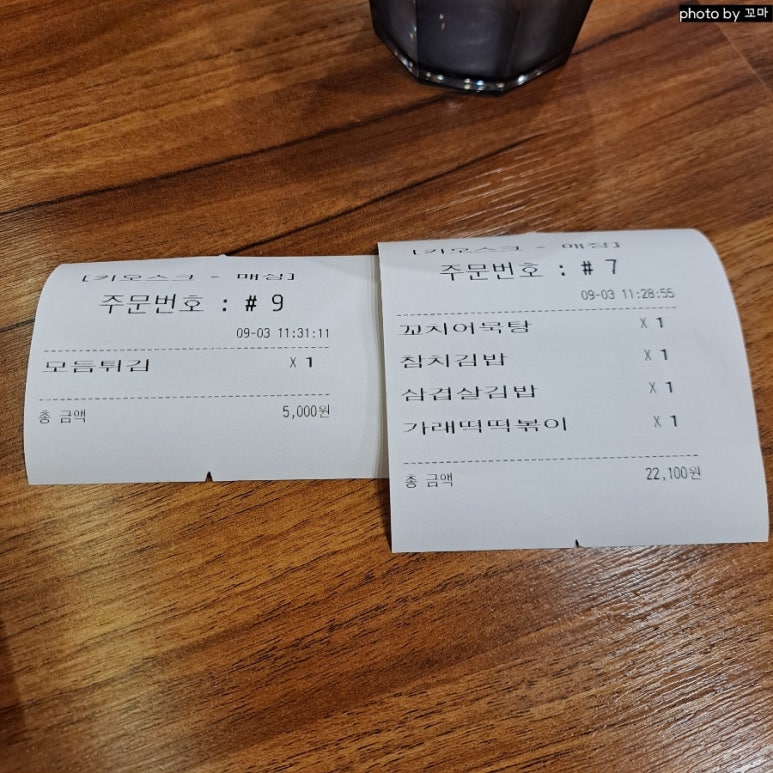 photo by 꼬마
[키오스크 - 매장]
주문번호 : # 9
09-03 11:31:11
모듬튀김 X 1
총 금액 5,000원
[키오스크 - 매장]
주문번호 : # 7
09-03 11:28:55
꼬치어묵탕 X 1
참치김밥 X 1
삼겹살김밥 X 1
가래떡떡볶이 X 1
총 금액 22,100원